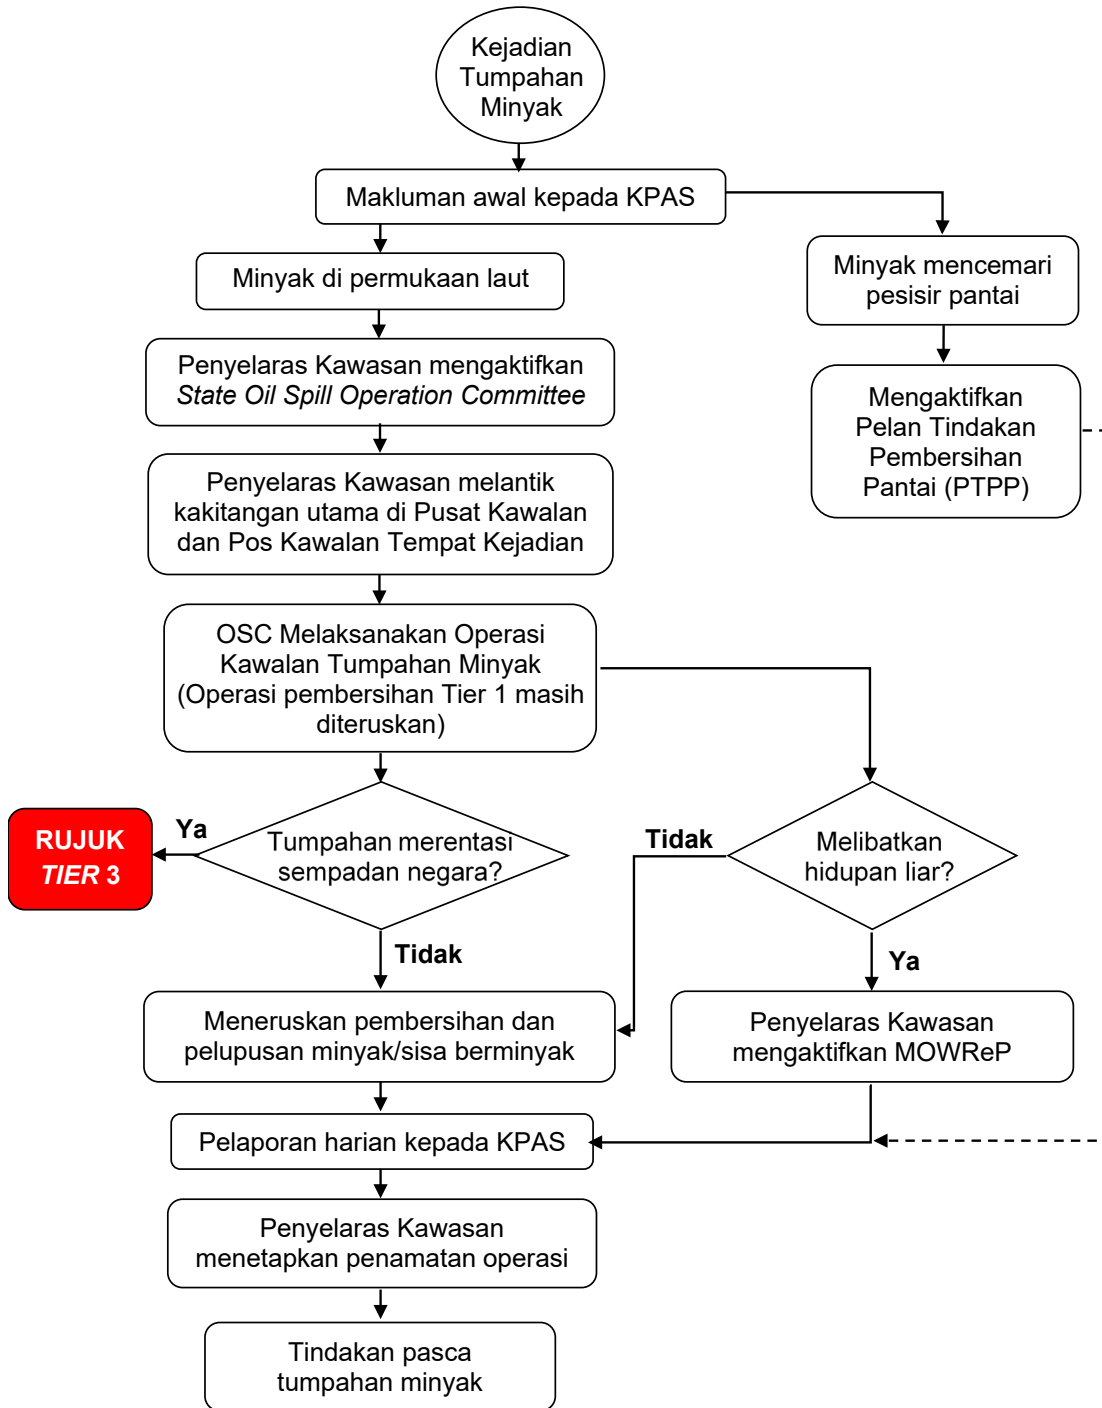 Kejadian
Tumpahan
Minyak
Makluman awal kepada KPAS
Minyak di permukaan laut
Minyak mencemari
pesisir pantai
Penyelaras Kawasan mengaktifkan
State Oil Spill Operation Committee
Mengaktifkan
Pelan Tindakan
Pembersihan
Pantai (PTPP)
Penyelaras Kawasan melantik
kakitangan utama di Pusat Kawalan
dan Pos Kawalan Tempat Kejadian
OSC Melaksanakan Operasi
Kawalan Tumpahan Minyak
(Operasi pembersihan Tier 1 masih
diteruskan)
RUJUK
TIER 3
Ya
Tumpahan merentasi
sempadan negara?
Tidak
Melibatkan
hidupan liar?
Tidak
Ya
Meneruskan pembersihan dan
pelupusan minyak/sisa berminyak
Penyelaras Kawasan
mengaktifkan MOWReP
Pelaporan harian kepada KPAS
Penyelaras Kawasan
menetapkan penamatan operasi
Tindakan pasca
tumpahan minyak